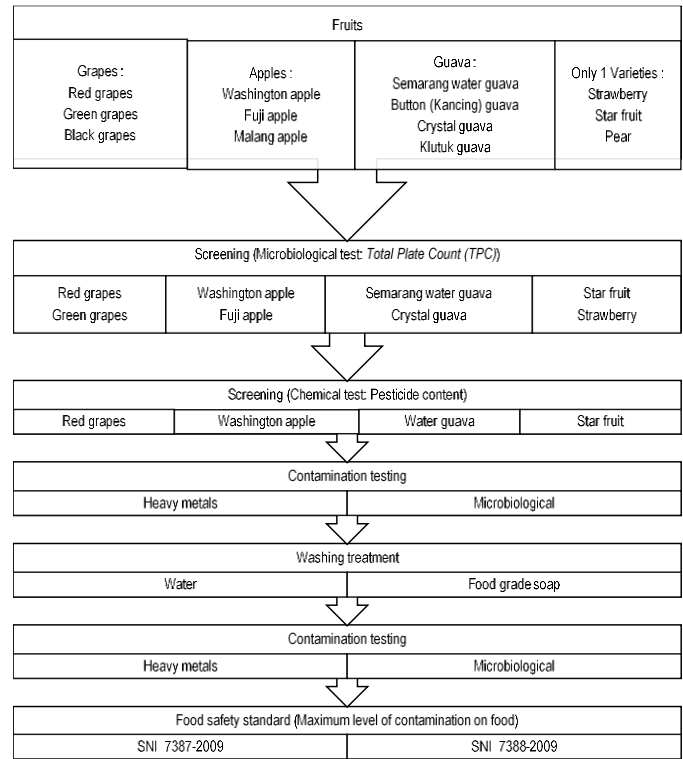 Fruits
Grapes :
Red grapes
Green grapes
Black grapes
Apples :
Washington apple
Fuji apple
Malang apple
Guava :
Semarang water guava
Button (Kancing) guava
Crystal guava
Klutuk guava
Only 1 Varieties :
Strawberry
Star fruit
Pear
Screening (Microbiological test: Total Plate Count (TPC))
Red grapes
Green grapes
Washington apple
Fuji apple
Semarang water guava
Crystal guava
Star fruit
Strawberry
Screening (Chemical test: Pesticide content)
Red grapes
Washington apple
Water guava
Star fruit
Contamination testing
Heavy metals
Microbiological
Washing treatment
Water
Food grade soap
Contamination testing
Heavy metals
Microbiological
Food safety standard (Maximum level of contamination on food)
SNI 7387-2009
SNI 7388-2009